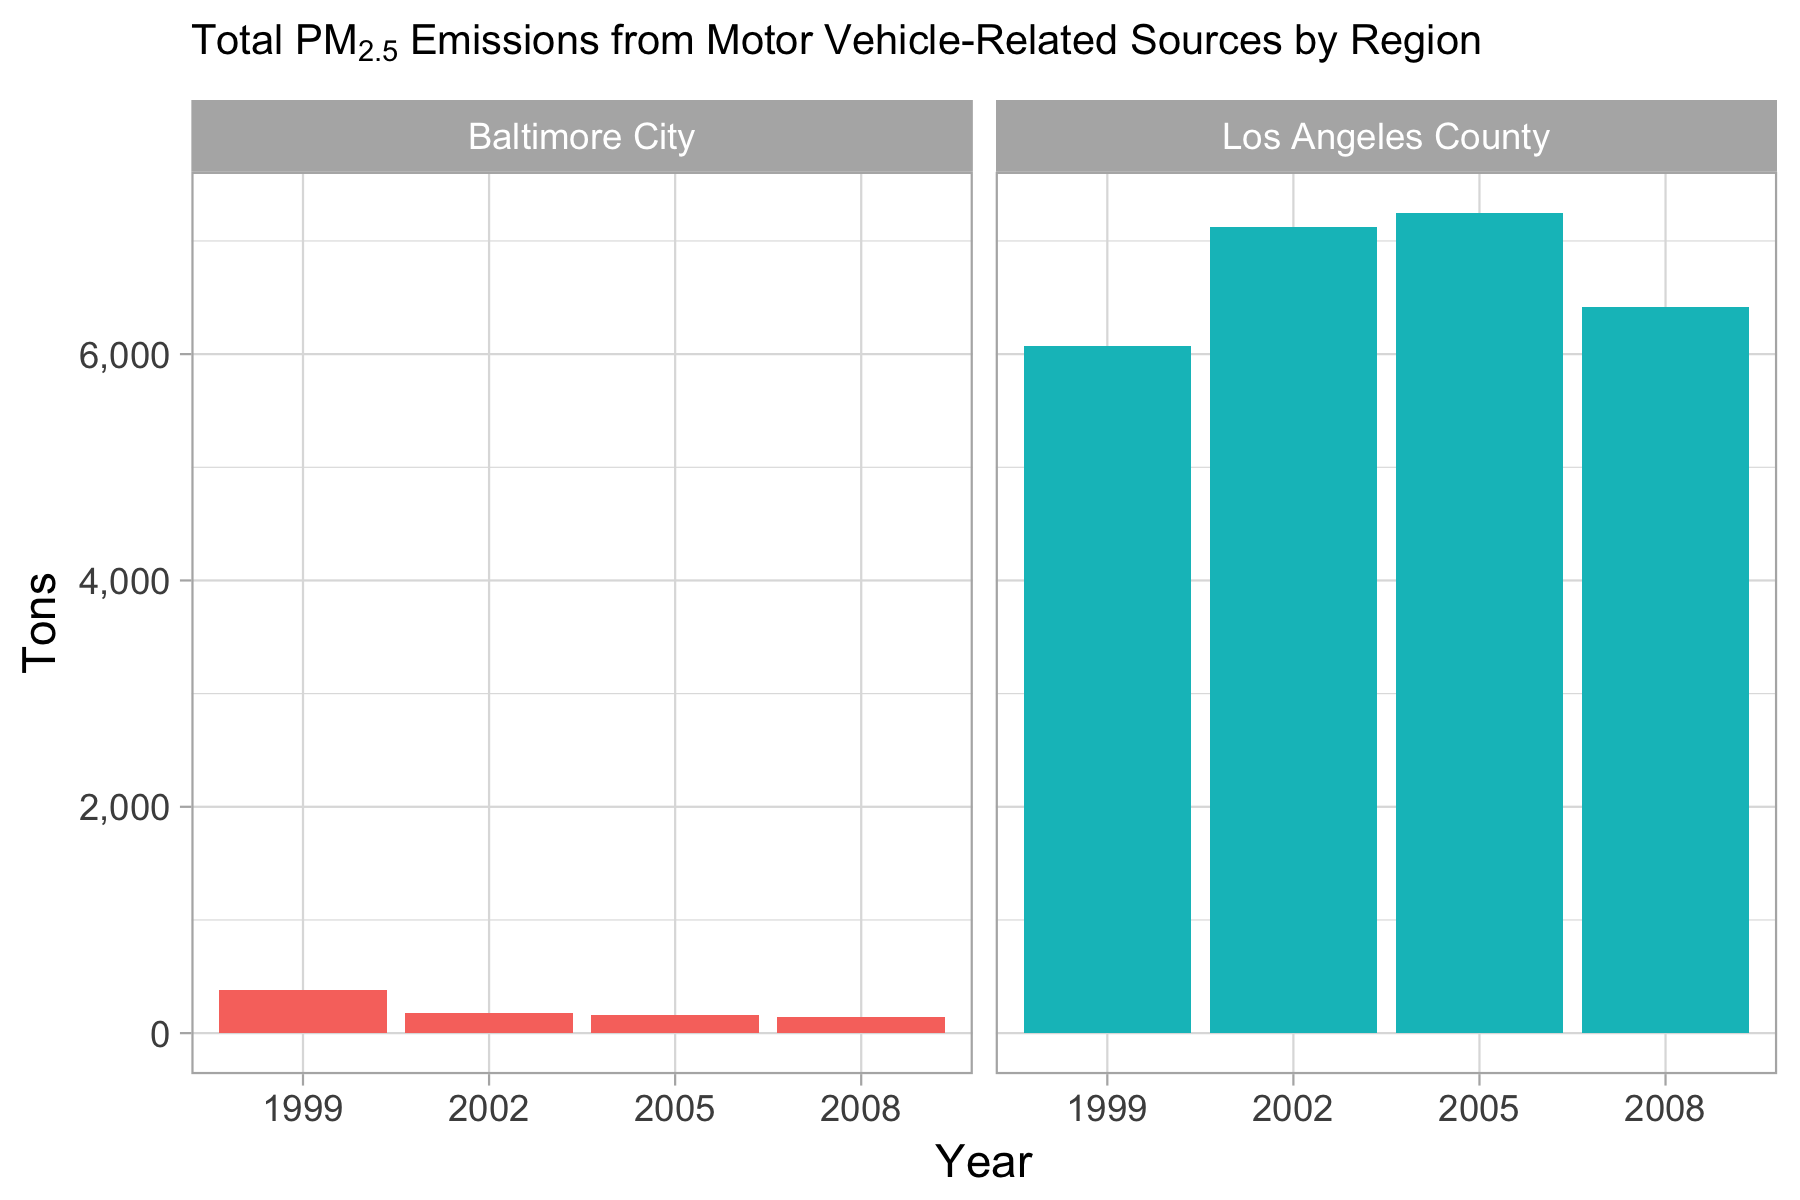 Total PM2.5 Emissions from Motor Vehicle-Related Sources by Region
Baltimore City
Los Angeles County
6,000
4,000
2,000
0
Tons
1999 2002 2005 2008
1999 2002 2005 2008
Year